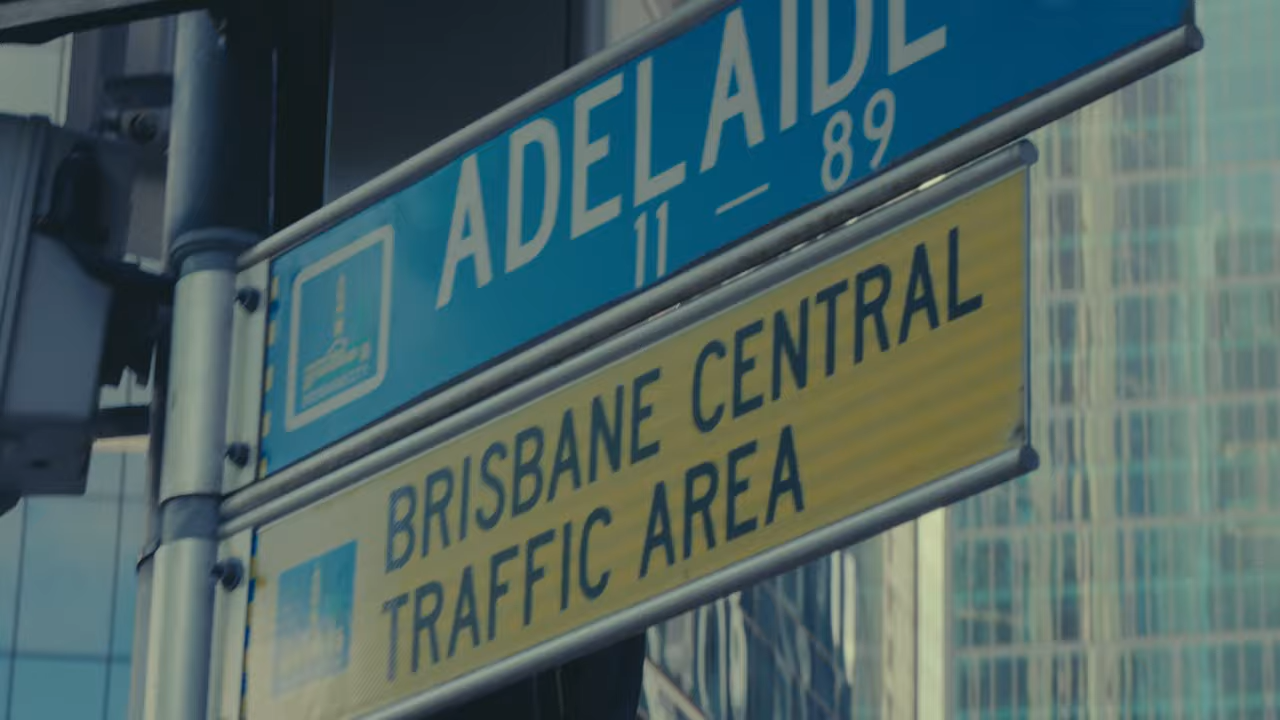 ADELAIDE
11 — 89
BRISBANE CENTRAL
TRAFFIC AREA